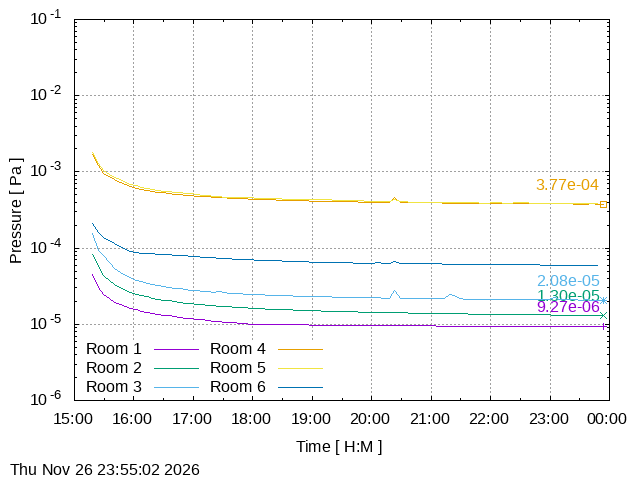 10^-1
10^-2
10^-3
10^-4
10^-5
10^-6
Pressure [ Pa ]
3.77e-04
2.08e-05
1.30e-05
9.27e-06
Room 1 Room 4
Room 2 Room 5
Room 3 Room 6
15:00 16:00 17:00 18:00 19:00 20:00 21:00 22:00 23:00 00:00
Time [ H:M ]
Thu Nov 26 23:55:02 2026